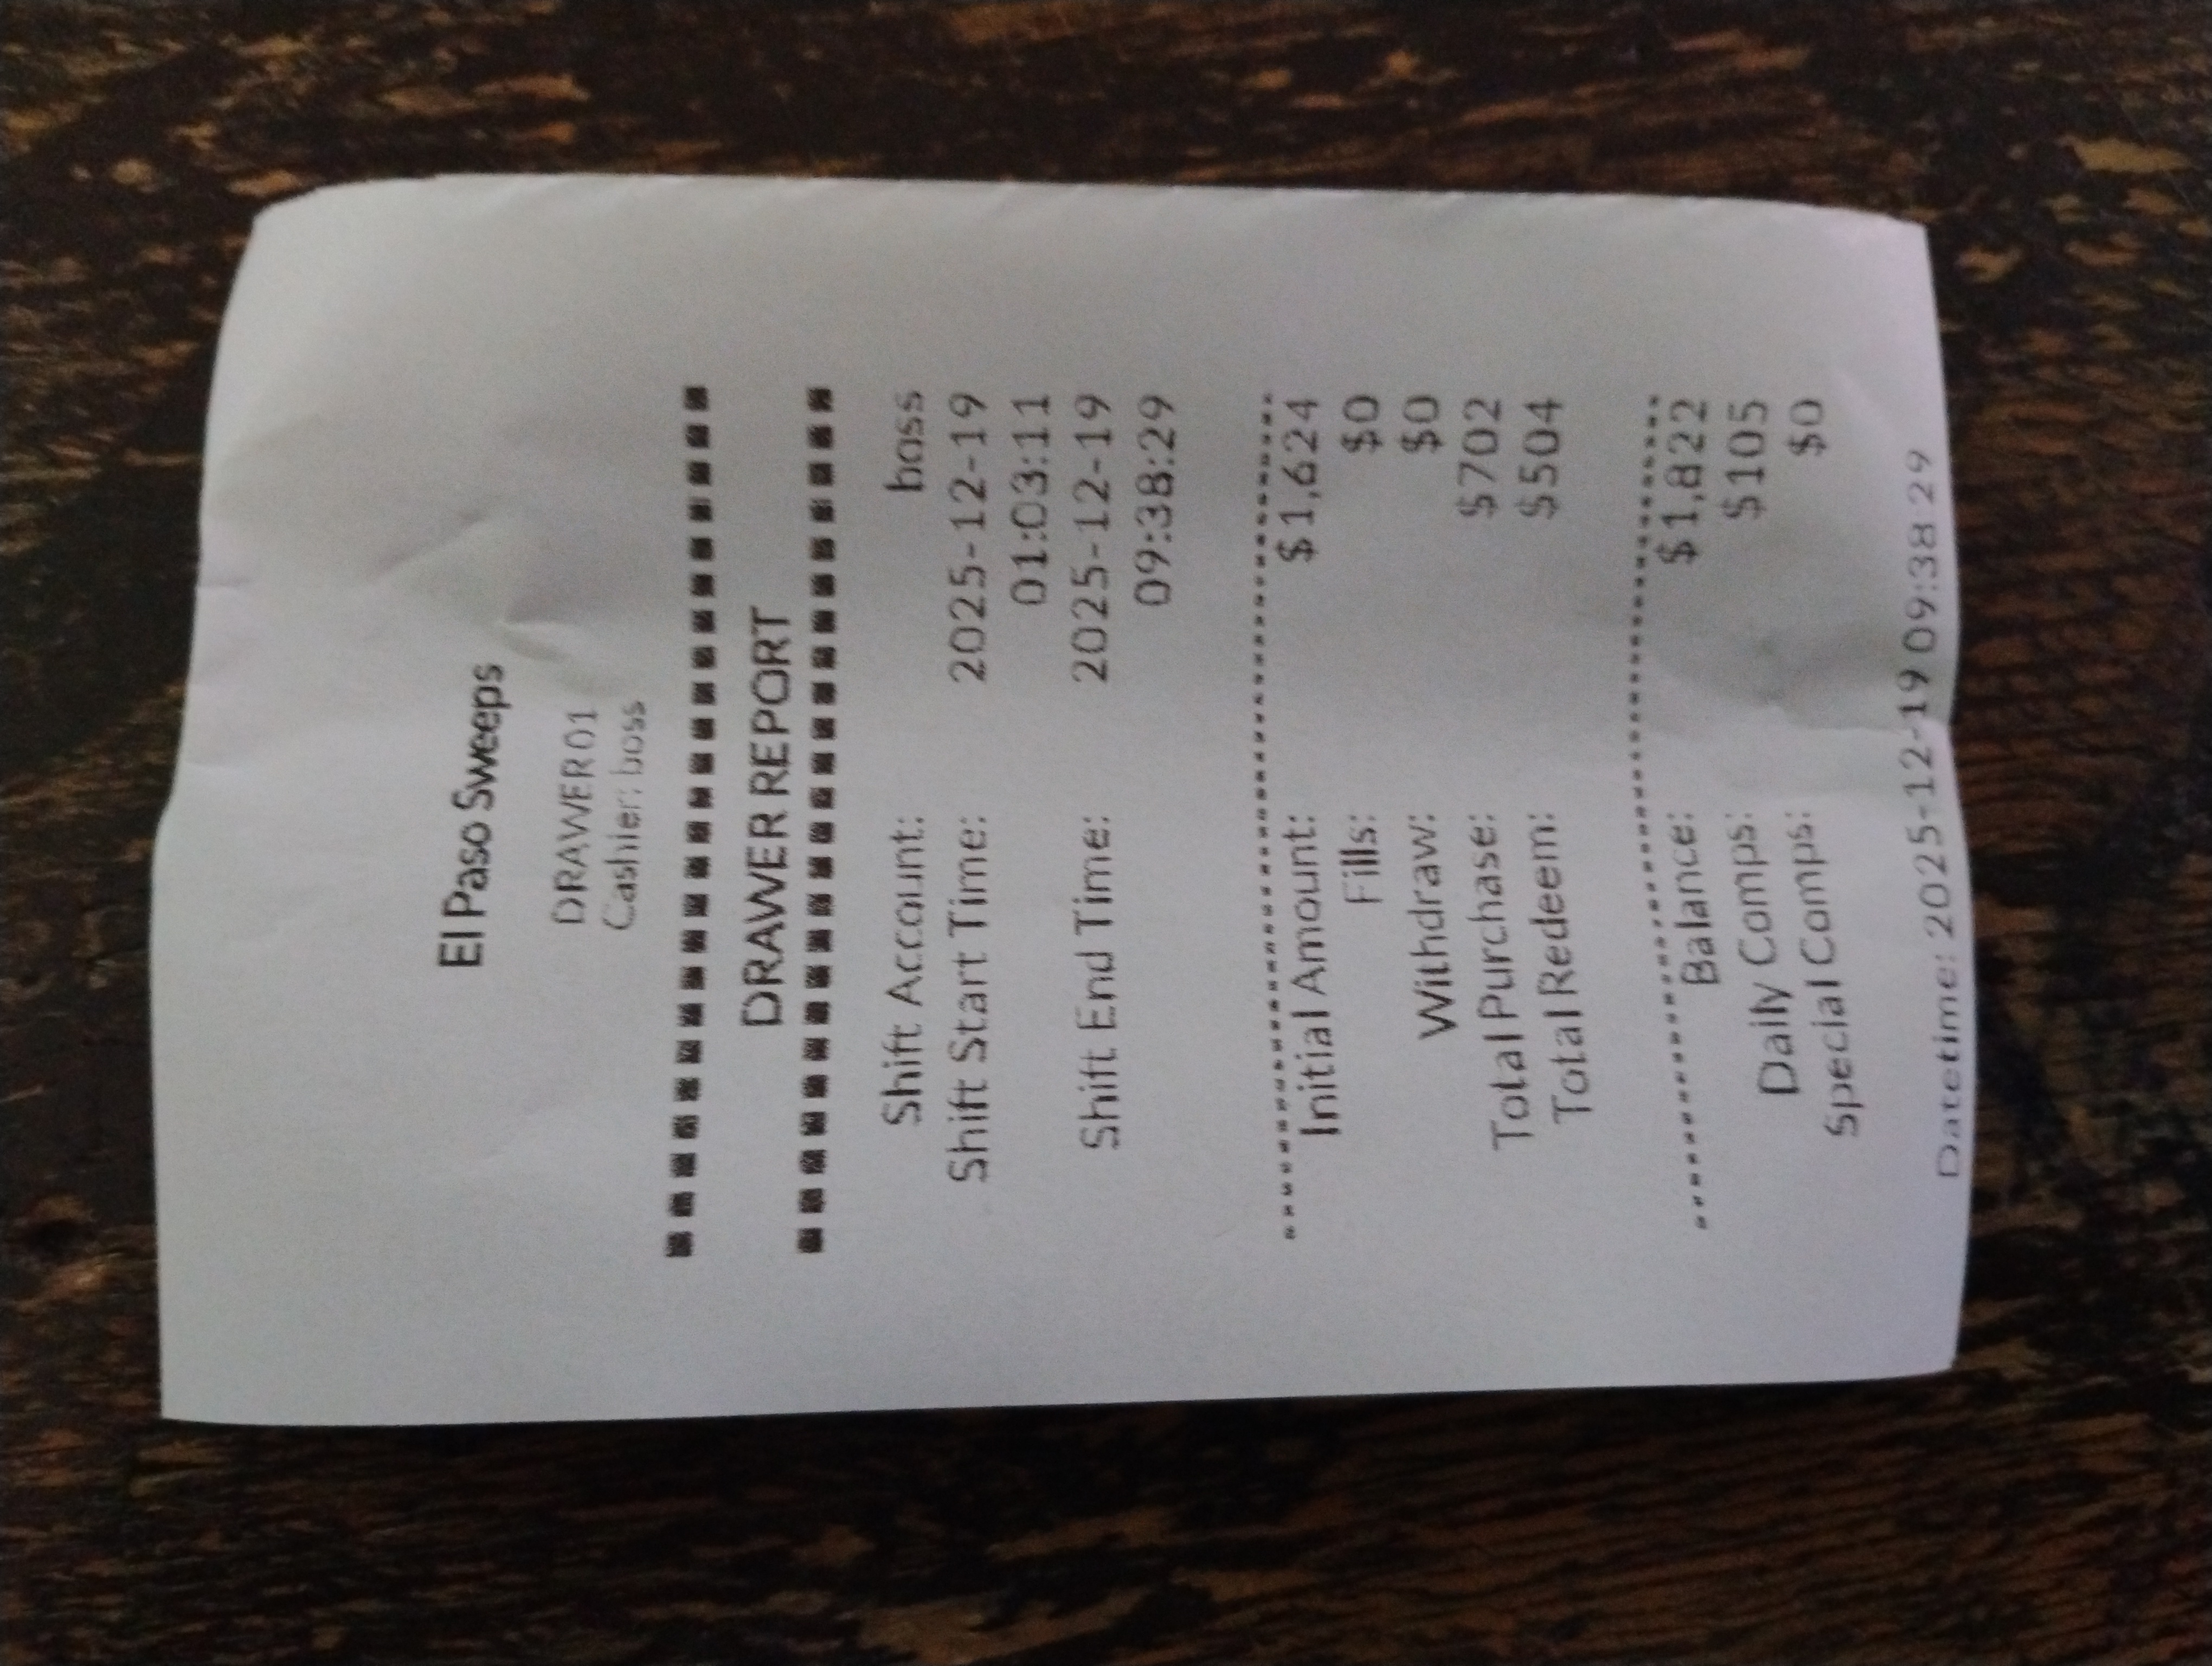 El Paso Sweeps
DRAWER01
Cashier: boss
DRAWER REPORT
Shift Account: boss
Shift Start Time: 2025-12-19
01:03:11
Shift End Time: 2025-12-19
09:38:29
Initial Amount: $1,624
Fills: $0
Withdraw: $0
Total Purchase: $702
Total Redeem: $504
Balance: $1,822
Daily Comps: $105
Special Comps: $0
Datetime: 2025-12-19 09:38:29